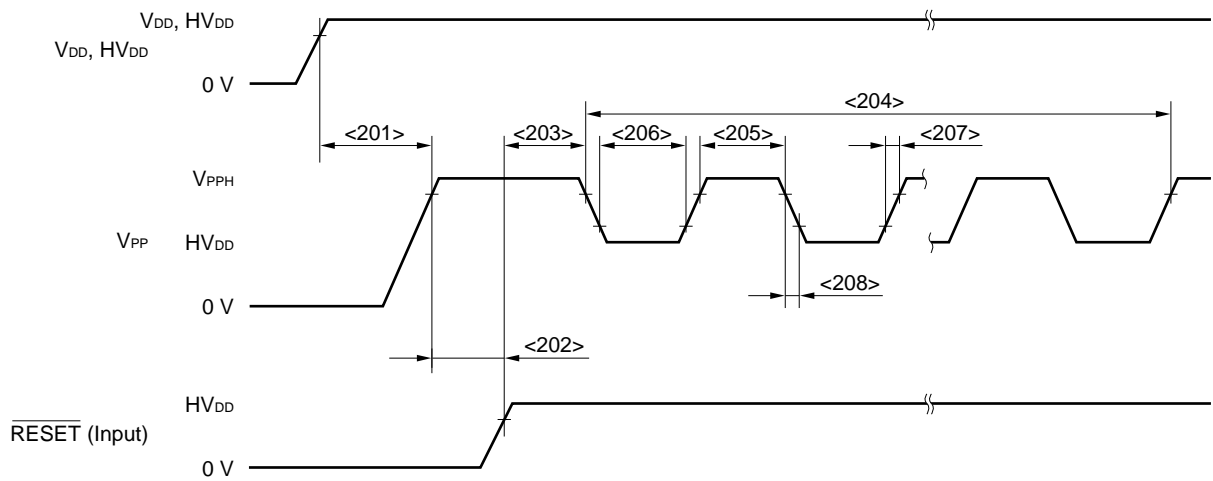 VDD, HVDD
VDD, HVDD
0 V
<204>
<201> <203> <206> <205> <207>
VPPH
VPP HVDD
<208>
0 V
<202>
HVDD
RESET (Input)
0 V